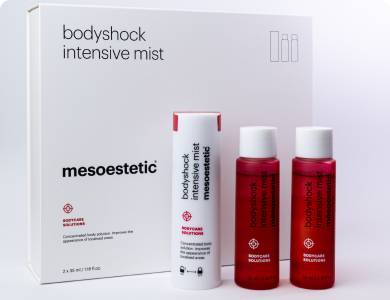 bodyshock
intensive mist
mesoestetic®
BODYCARE
SOLUTIONS
Concentrated body solution. Improves the
appearance of localised areas.
2 x 35 ml / 1.18 fl.oz.
bodyshock
intensive mist
mesoestetic®
BODYCARE
SOLUTIONS
Concentrated body
solution. Improves the
appearance of
localised areas.
bodyshock
intensive mist
mesoestetic
BODYCARE
SOLUTIONS
bodyshock
intensive mist
mesoestetic
BODYCARE
SOLUTIONS